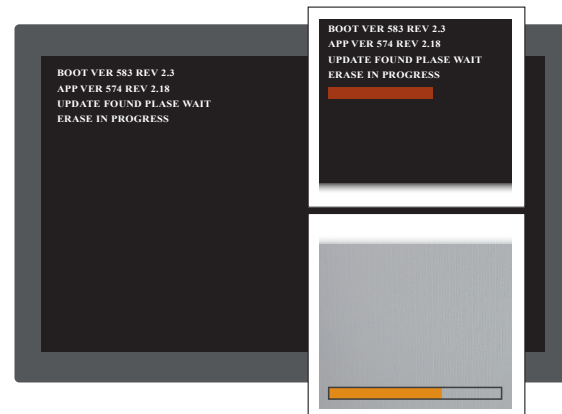 BOOT VER 583 REV 2.3
APP VER 574 REV 2.18
UPDATE FOUND PLASE WAIT
ERASE IN PROGRESS
BOOT VER 583 REV 2.3
APP VER 574 REV 2.18
UPDATE FOUND PLASE WAIT
ERASE IN PROGRESS